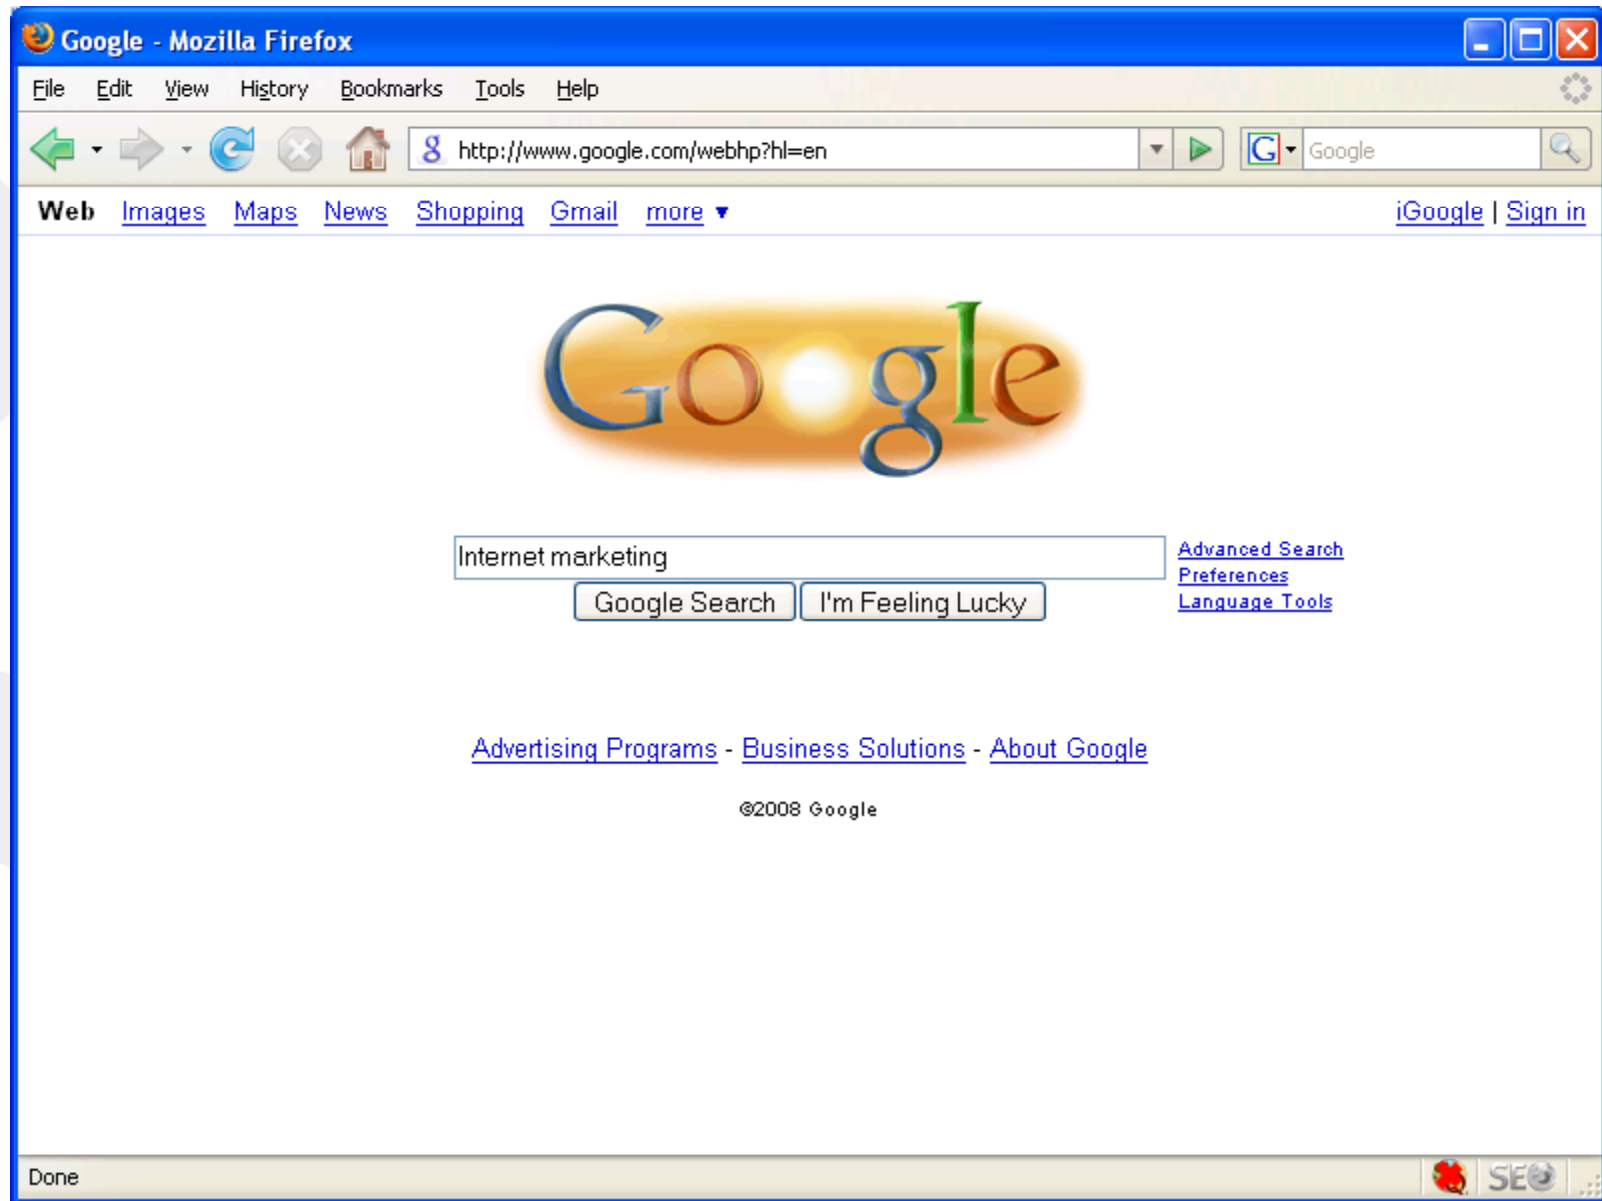 Google - Mozilla Firefox
File Edit View History Bookmarks Tools Help
http://www.google.com/webhp?hl=en Google
Web Images Maps News Shopping Gmail more ▼ iGoogle | Sign in
Google
Internet marketing
Advanced Search
Preferences
Language Tools
Google Search I'm Feeling Lucky
Advertising Programs - Business Solutions - About Google
©2008 Google
Done SEO